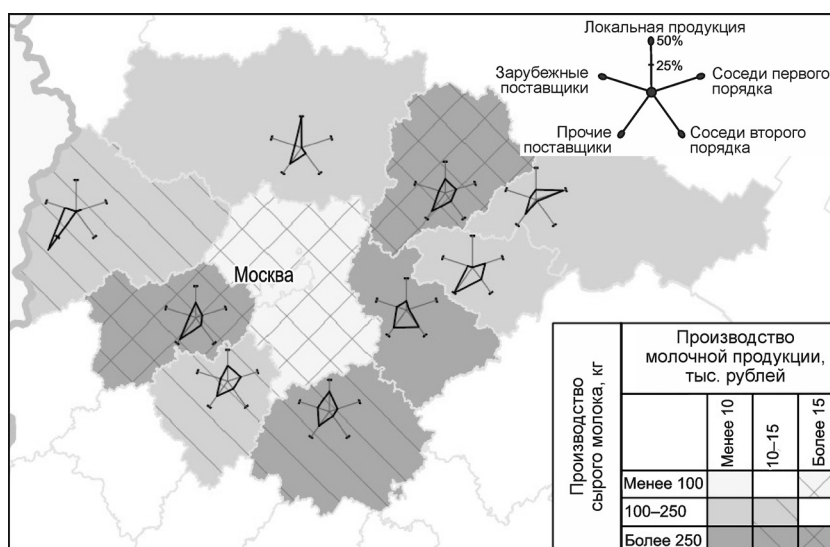 Локальная продукция
50%
25%
Зарубежные
поставщики
Соседи первого
порядка
Прочие
поставщики
Соседи второго
порядка
Москва
Производство
молочной продукции,
тыс. рублей
Производство
сырого молока, кг
Менее 10
10–15
Более 15
Менее 100
100–250
Более 250